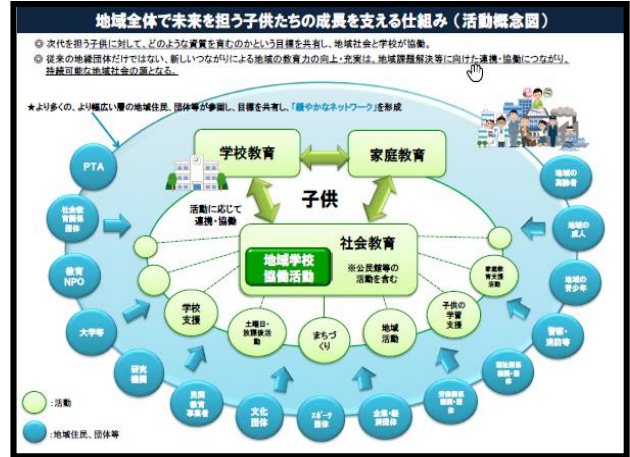 地域全体で未来を担う子供たちの成長を支える仕組み（活動概念図）
◎ 次代を担う子供に対して、どのような資質を育むのかという目標を共有し、地域社会と学校が協働。
◎ 従来の地縁団体だけではない、新しいつながりによる地域の教育力の向上・充実は、地域課題解決等に向けた連携・協働につながり、
持続可能な地域社会の源となる。
★より多くの、より幅広い層の地域住民、団体等が参画し、目標を共有し、「緩やかなネットワーク」を形成
学校教育
家庭教育
子供
活動に応じて
連携・協働
社会教育
地域学校
協働活動
※公民館等の
活動を含む
学校
支援
土曜日・
放課後活
動
まちづ
くり
地域
活動
子供の
学習
支援
家庭教
育支援
活動
PTA
社会教
育関係
団体
教育
NPO
大学等
研究
機関
民間
教育
事業者
文化
団体
スポーツ
団体
企業・経
済団体
労働関係
機関・団
体
福祉関係
機関・団
体
警察・
消防等
地域の
青少年
地域の
成人
地域の
高齢者
:活動
:地域住民、団体等